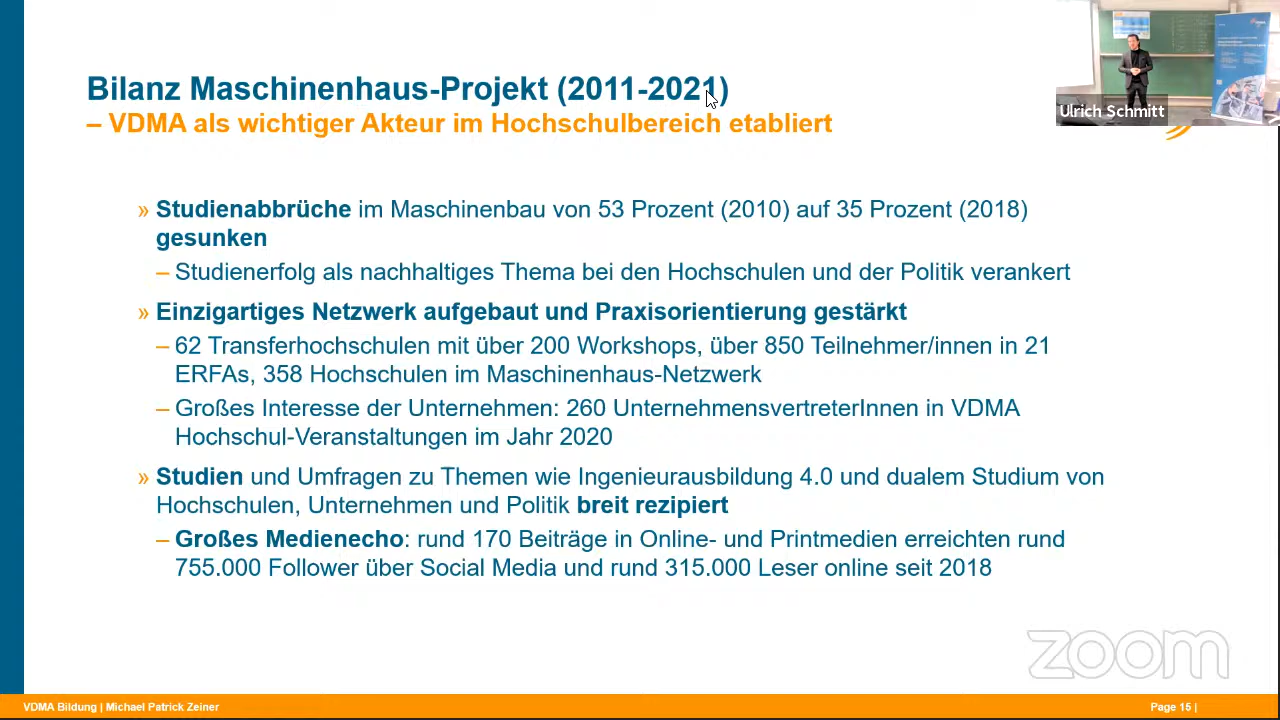 Bilanz Maschinenhaus-Projekt (2011-2021)
– VDMA als wichtiger Akteur im Hochschulbereich etabliert
Ulrich Schmitt
» Studienabbrüche im Maschinenbau von 53 Prozent (2010) auf 35 Prozent (2018)
gesunken
– Studienerfolg als nachhaltiges Thema bei den Hochschulen und der Politik verankert
» Einzigartiges Netzwerk aufgebaut und Praxisorientierung gestärkt
– 62 Transferhochschulen mit über 200 Workshops, über 850 Teilnehmer/innen in 21
ERFAs, 358 Hochschulen im Maschinenhaus-Netzwerk
– Großes Interesse der Unternehmen: 260 UnternehmensvertreterInnen in VDMA
Hochschul-Veranstaltungen im Jahr 2020
» Studien und Umfragen zu Themen wie Ingenieurausbildung 4.0 und dualem Studium von
Hochschulen, Unternehmen und Politik breit rezipiert
– Großes Medienecho: rund 170 Beiträge in Online- und Printmedien erreichten rund
755.000 Follower über Social Media und rund 315.000 Leser online seit 2018
zoom
VDMA Bildung | Michael Patrick Zeiner
Page 15 |